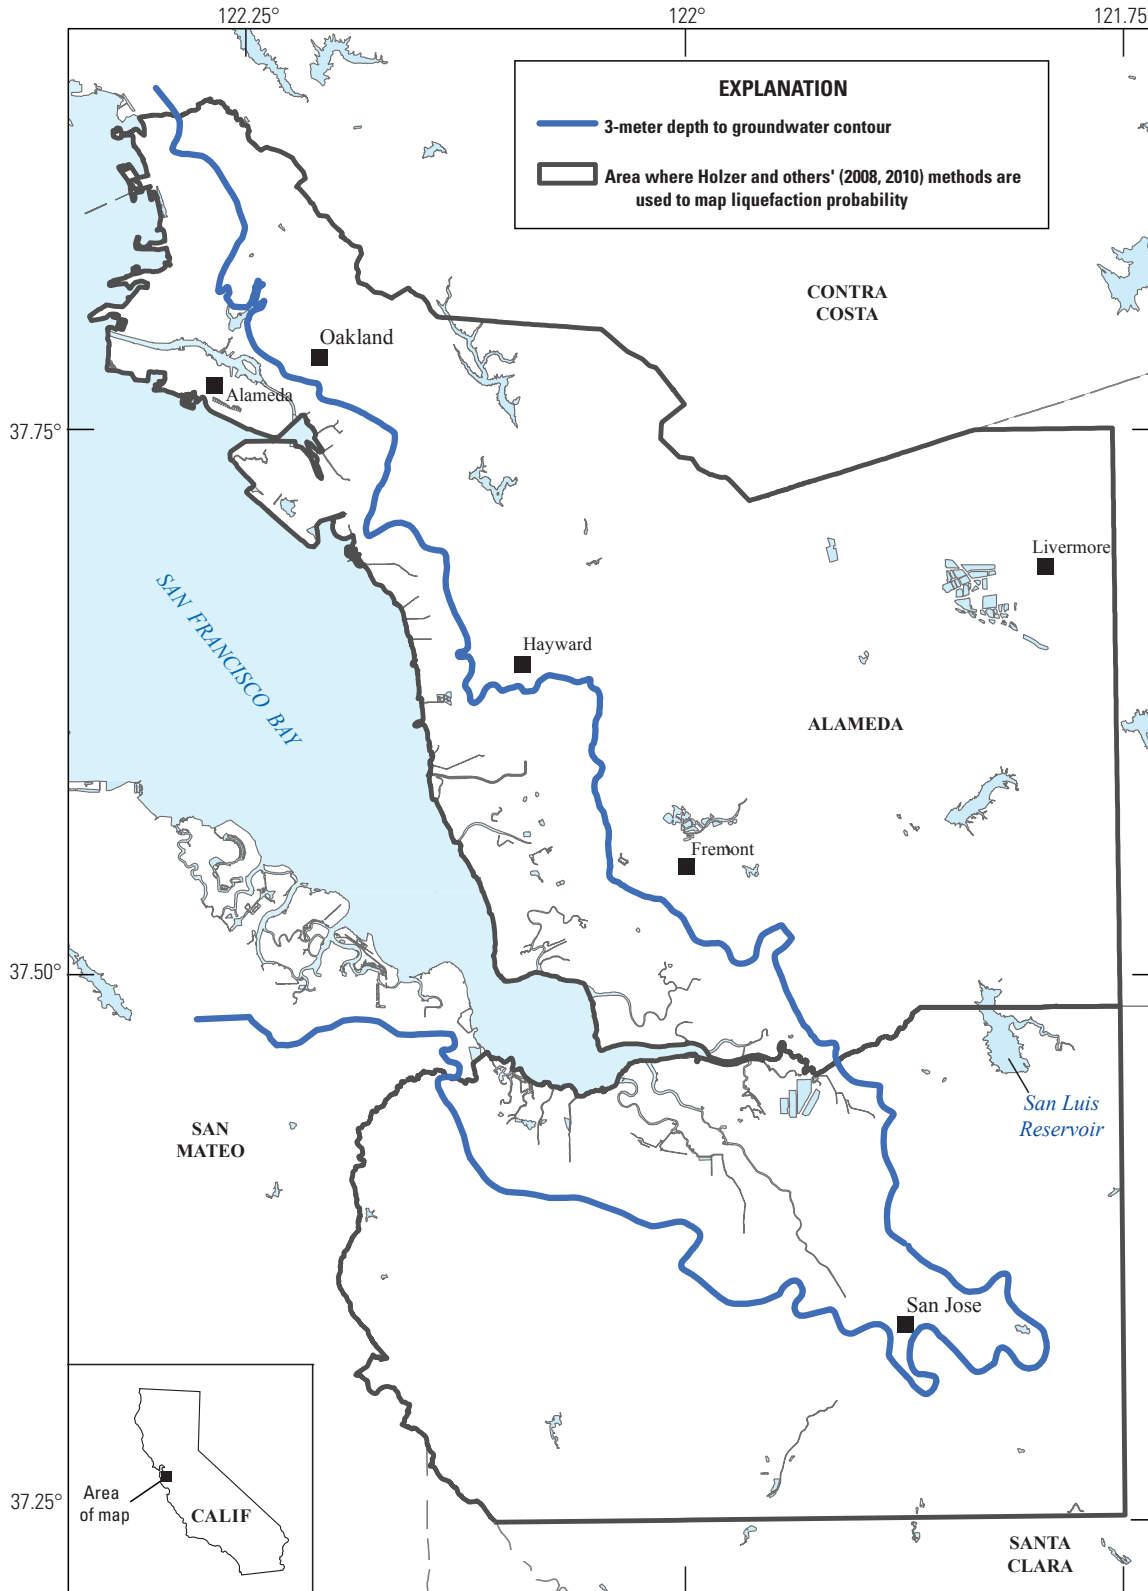 122.25°
122°
121.75
EXPLANATION
3-meter depth to groundwater contour
Area where Holzer and others' (2008, 2010) methods are
used to map liquefaction probability
CONTRA
COSTA
Oakland
Alameda
37.75°
Livermore
SAN FRANCISCO BAY
Hayward
ALAMEDA
Fremont
37.50°
San Luis
Reservoir
SAN
MATEO
San Jose
37.25°
Area
of map
CALIF
SANTA
CLARA